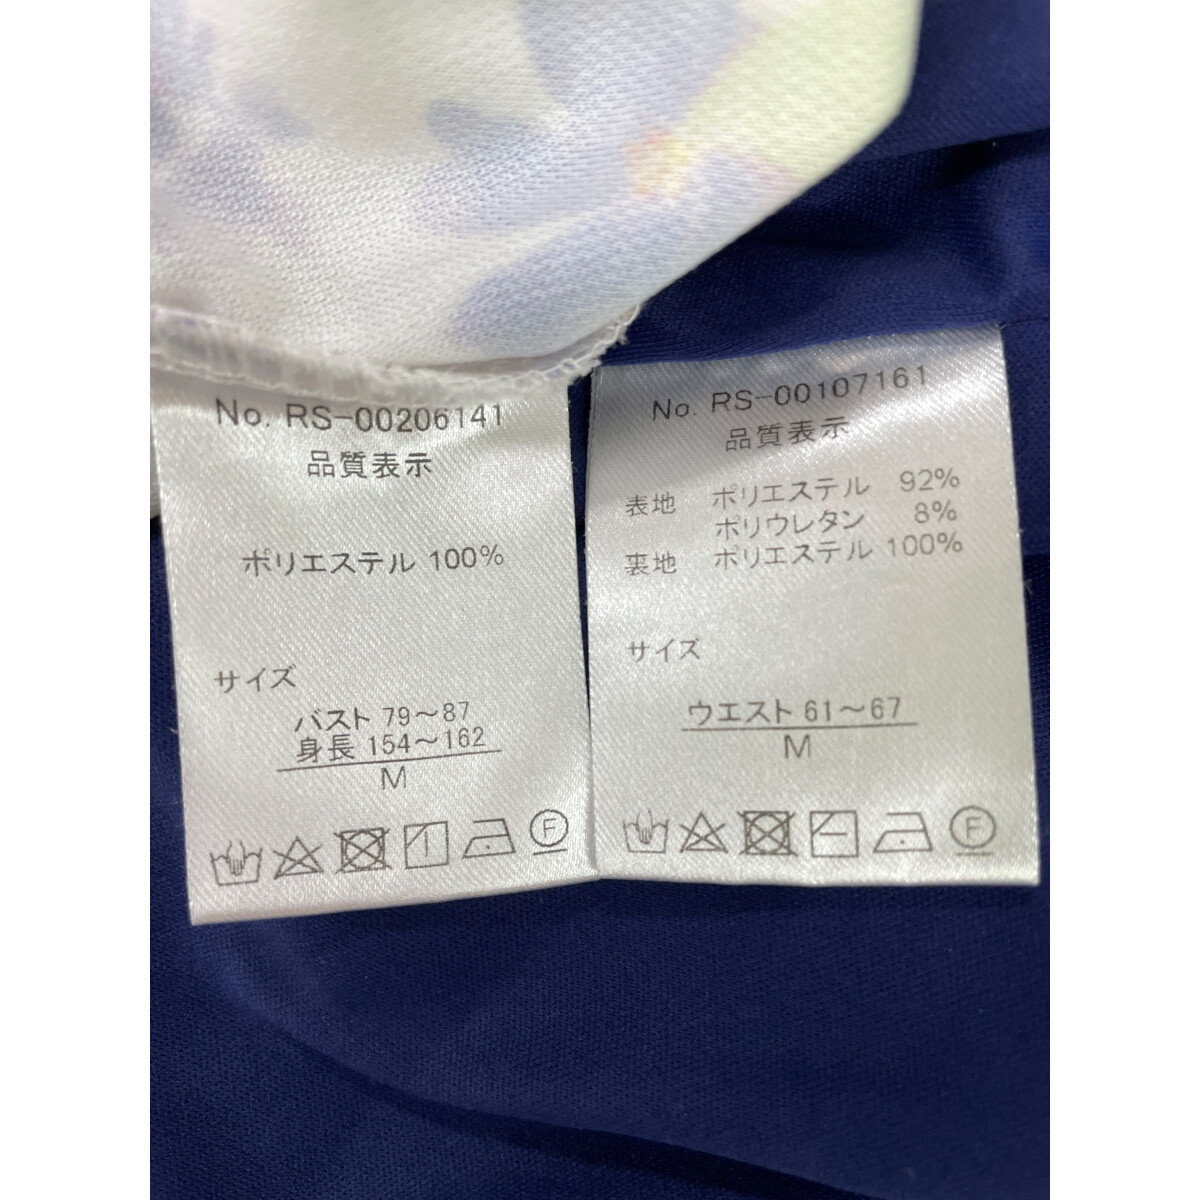 No. RS-00206141
品質表示
ポリエステル 100%
サイズ
バスト 79～87
身長 154～162
M
F
No. RS-00107161
品質表示
表地 ポリエステル 92%
ポリウレタン 8%
裏地 ポリエステル 100%
サイズ
ウエスト 61～67
M
F